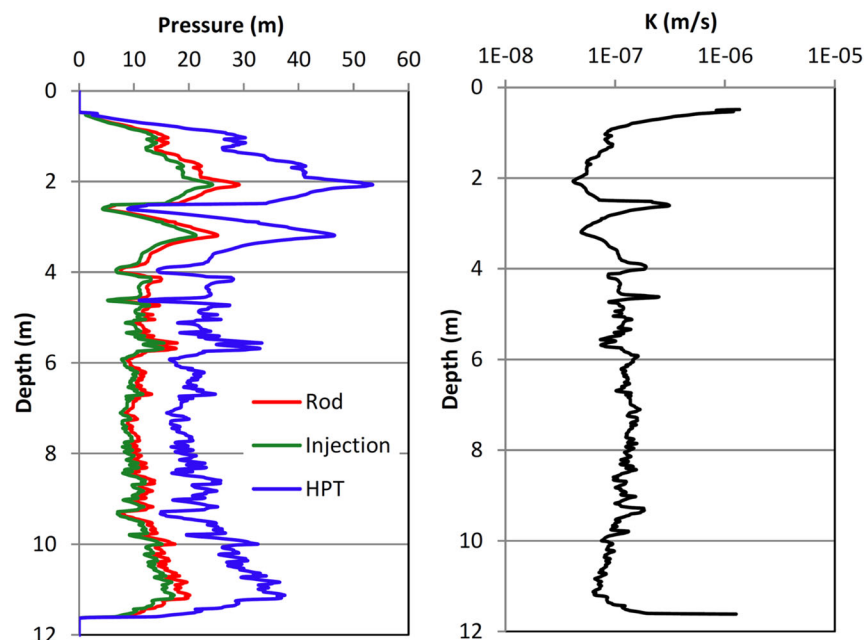 Pressure (m)
0 10 20 30 40 50 60
0
2
4
6
8
10
12
Depth (m)
Rod
Injection
HPT
K (m/s)
1E-08 1E-07 1E-06 1E-05
0
2
4
6
8
10
12
Depth (m)